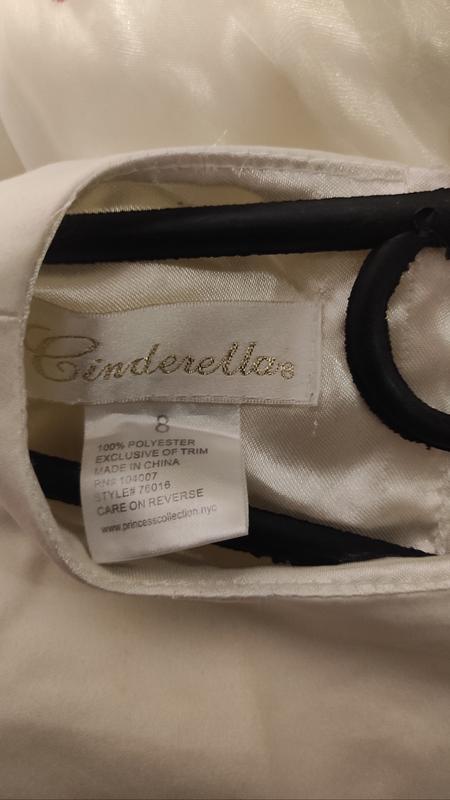 Cinderella®
8
100% POLYESTER
EXCLUSIVE OF TRIM
MADE IN CHINA
RN# 104007
STYLE# 76016
CARE ON REVERSE
www.princesscollection.nyc